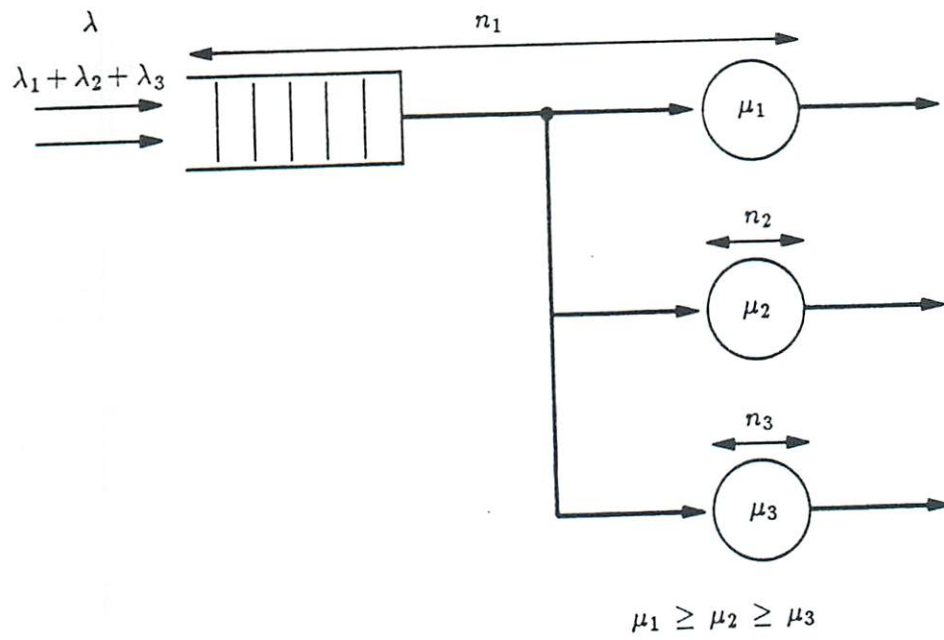 λ
n₁
λ₁ + λ₂ + λ₃
μ₁
n₂
μ₂
n₃
μ₃
μ₁ ≥ μ₂ ≥ μ₃